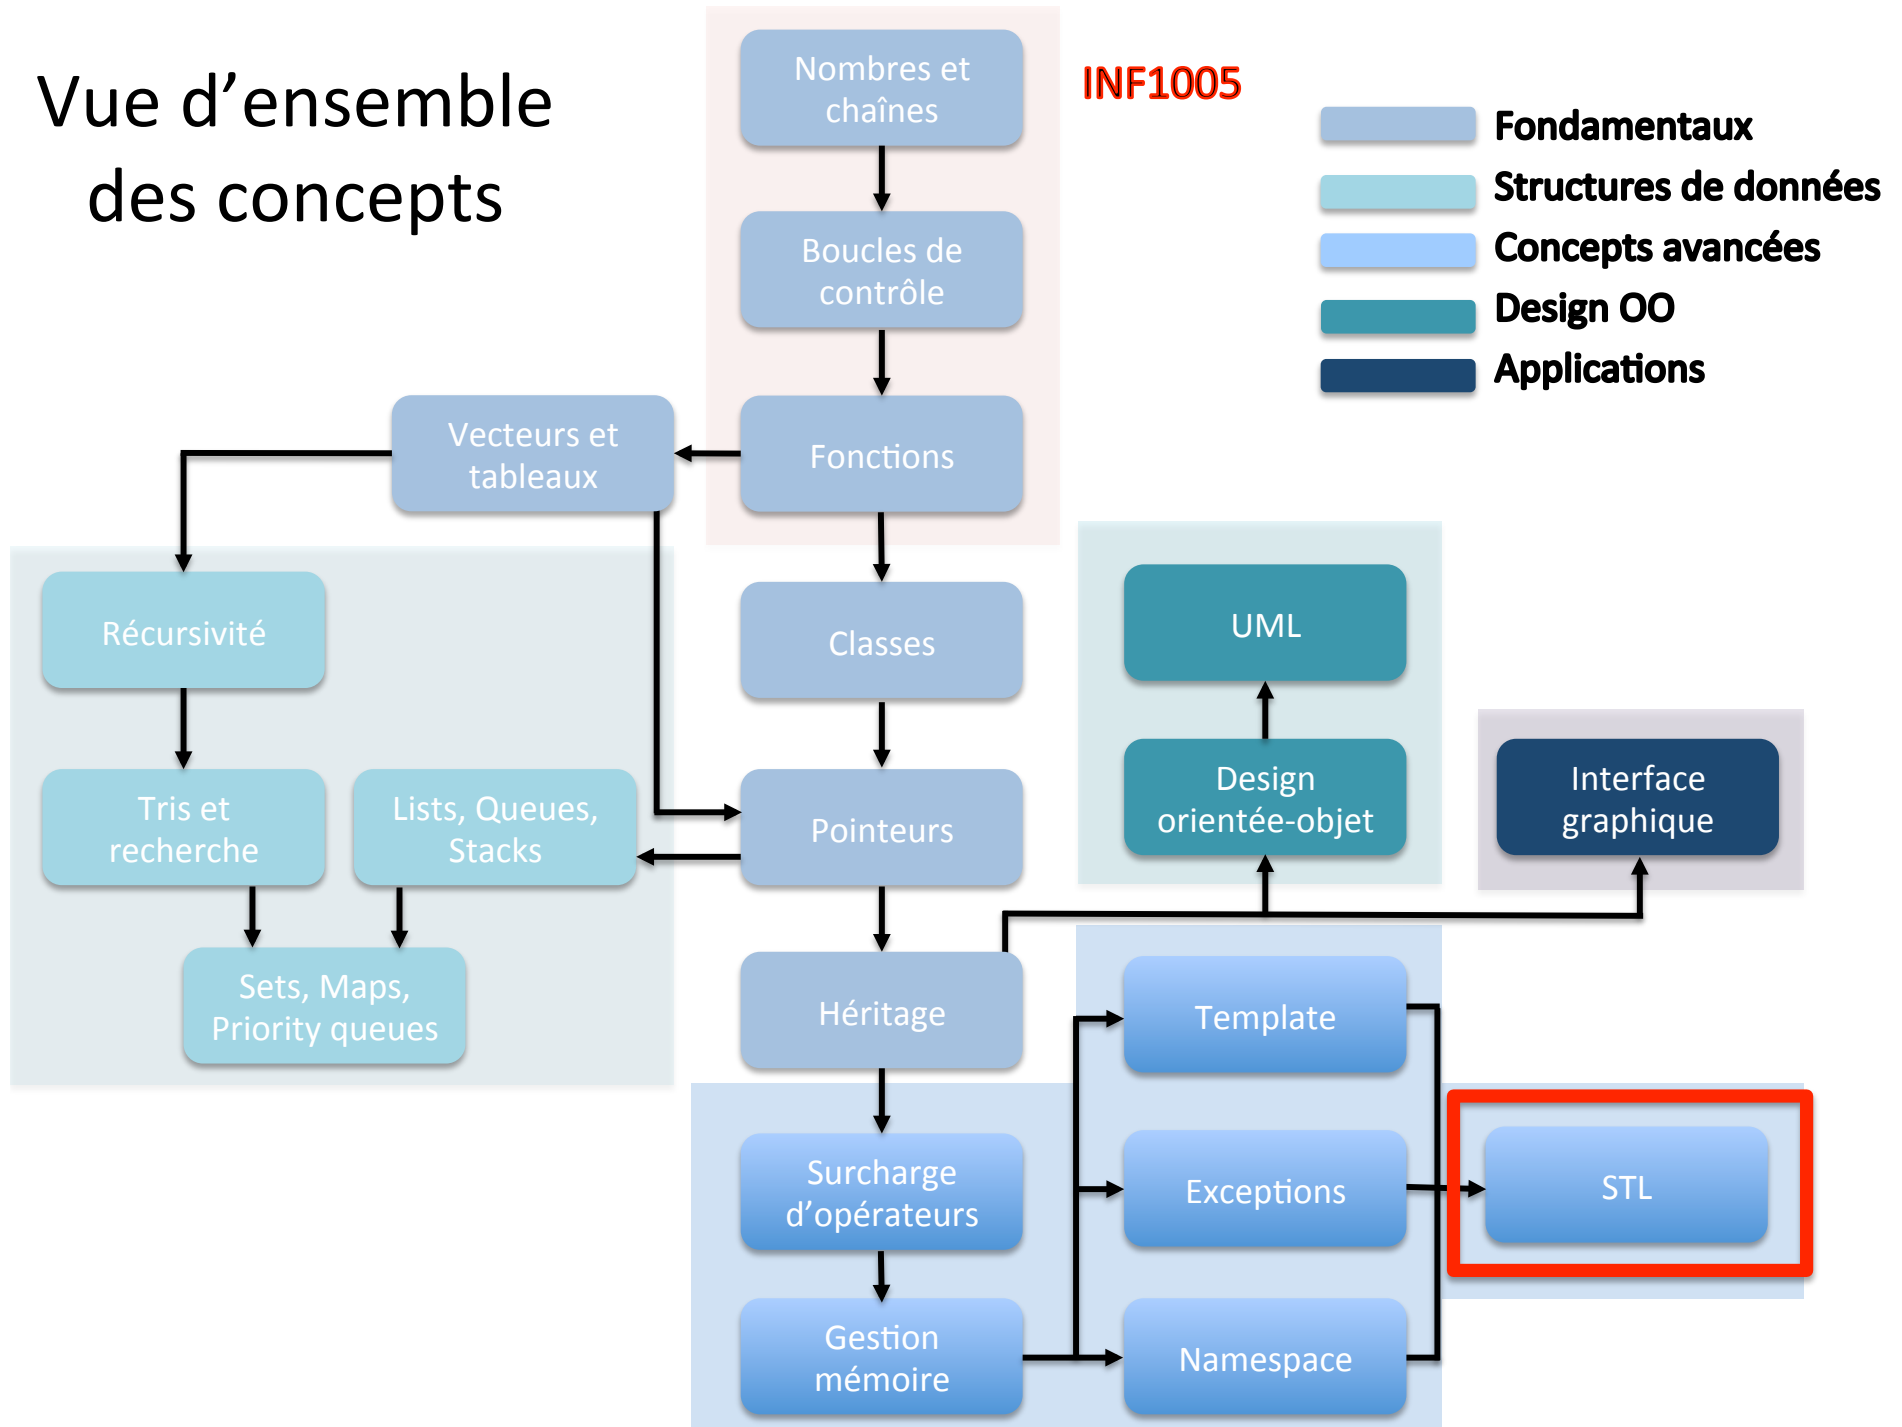 Vue d’ensemble
des concepts
Nombres et
chaînes
INF1005
Fondamentaux
Structures de données
Concepts avancées
Design OO
Applications
Boucles de
contrôle
Vecteurs et
tableaux
Fonctions
Récursivité
Classes
UML
Tris et
recherche
Lists, Queues,
Stacks
Pointeurs
Design
orientée-objet
Interface
graphique
Sets, Maps,
Priority queues
Héritage
Template
Surcharge
d’opérateurs
Exceptions
STL
Gestion
mémoire
Namespace